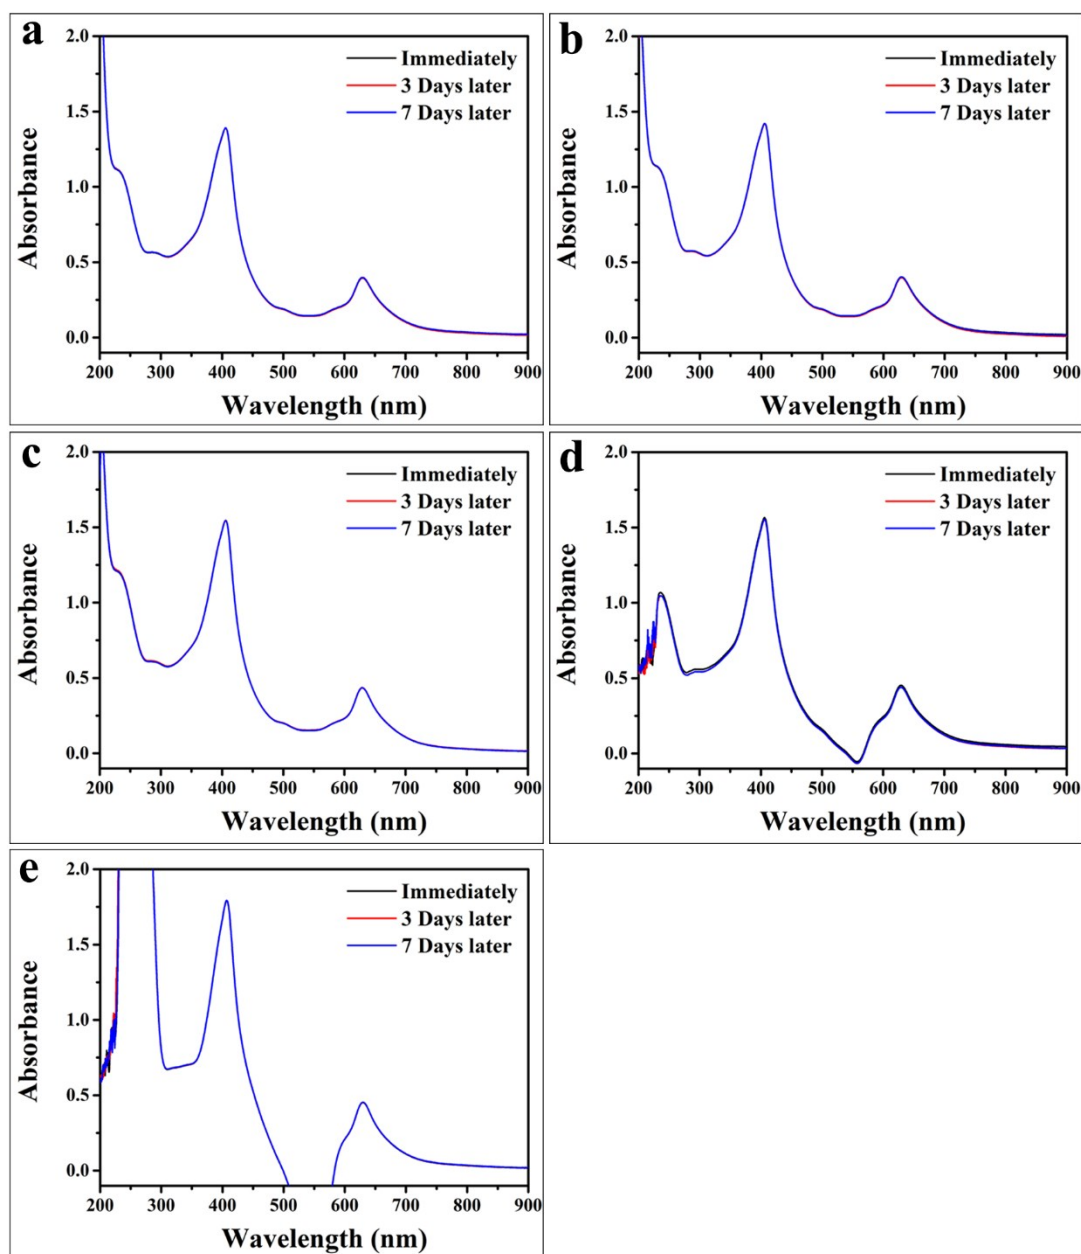 a
2.0
1.5
1.0
0.5
0.0
Absorbance
Immediately
3 Days later
7 Days later
200 300 400 500 600 700 800 900
Wavelength (nm)
b
2.0
1.5
1.0
0.5
0.0
Absorbance
Immediately
3 Days later
7 Days later
200 300 400 500 600 700 800 900
Wavelength (nm)
c
2.0
1.5
1.0
0.5
0.0
Absorbance
Immediately
3 Days later
7 Days later
200 300 400 500 600 700 800 900
Wavelength (nm)
d
2.0
1.5
1.0
0.5
0.0
Absorbance
Immediately
3 Days later
7 Days later
200 300 400 500 600 700 800 900
Wavelength (nm)
e
2.0
1.5
1.0
0.5
0.0
Absorbance
Immediately
3 Days later
7 Days later
200 300 400 500 600 700 800 900
Wavelength (nm)